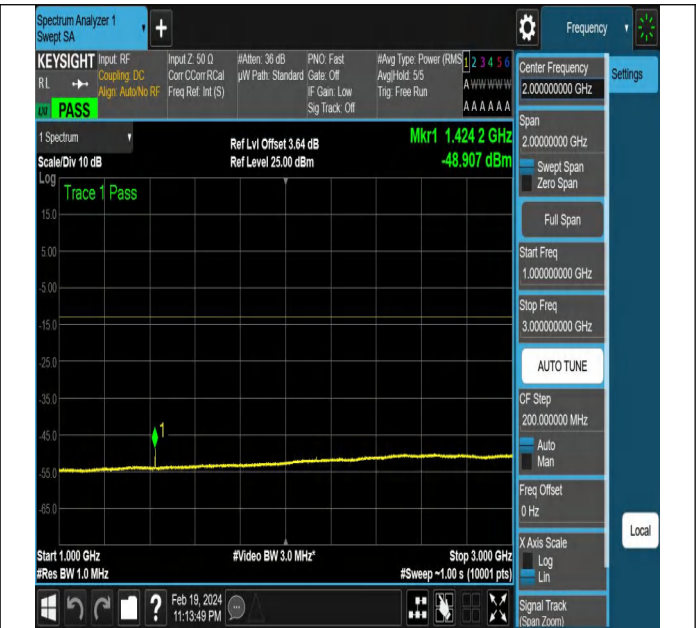 Spectrum Analyzer 1
Swept SA
Frequency
KEYSIGHT
RL
PASS
Input: RF
Coupling: DC
Align: Auto/No RF
Input Z: 50 Ω
Corr CCorr RCal
Freq Ref: Int (S)
#Atten: 36 dB
µW Path: Standard
PNO: Fast
Gate: Off
IF Gain: Low
Sig Track: Off
#Avg Type: Power (RMS
Avg|Hold: 5/5
Trig: Free Run
1 2 3 4 5 6
A W W W W W
A A A A A A
1 Spectrum
Scale/Div 10 dB
Ref Lvl Offset 3.64 dB
Ref Level 25.00 dBm
Mkr1 1.424 2 GHz
-48.907 dBm
Log
Trace 1 Pass
15.0
5.00
-5.00
-15.0
-25.0
-35.0
-45.0
-55.0
-65.0
1
Start 1.000 GHz
#Res BW 1.0 MHz
#Video BW 3.0 MHz*
Stop 3.000 GHz
#Sweep ~1.00 s (10001 pts)
Feb 19, 2024
11:13:49 PM
Center Frequency
2.000000000 GHz
Span
2.00000000 GHz
Swept Span
Zero Span
Full Span
Start Freq
1.000000000 GHz
Stop Freq
3.000000000 GHz
AUTO TUNE
CF Step
200.000000 MHz
Auto
Man
Freq Offset
0 Hz
X Axis Scale
Log
Lin
Signal Track
(Span Zoom)
Settings
Local